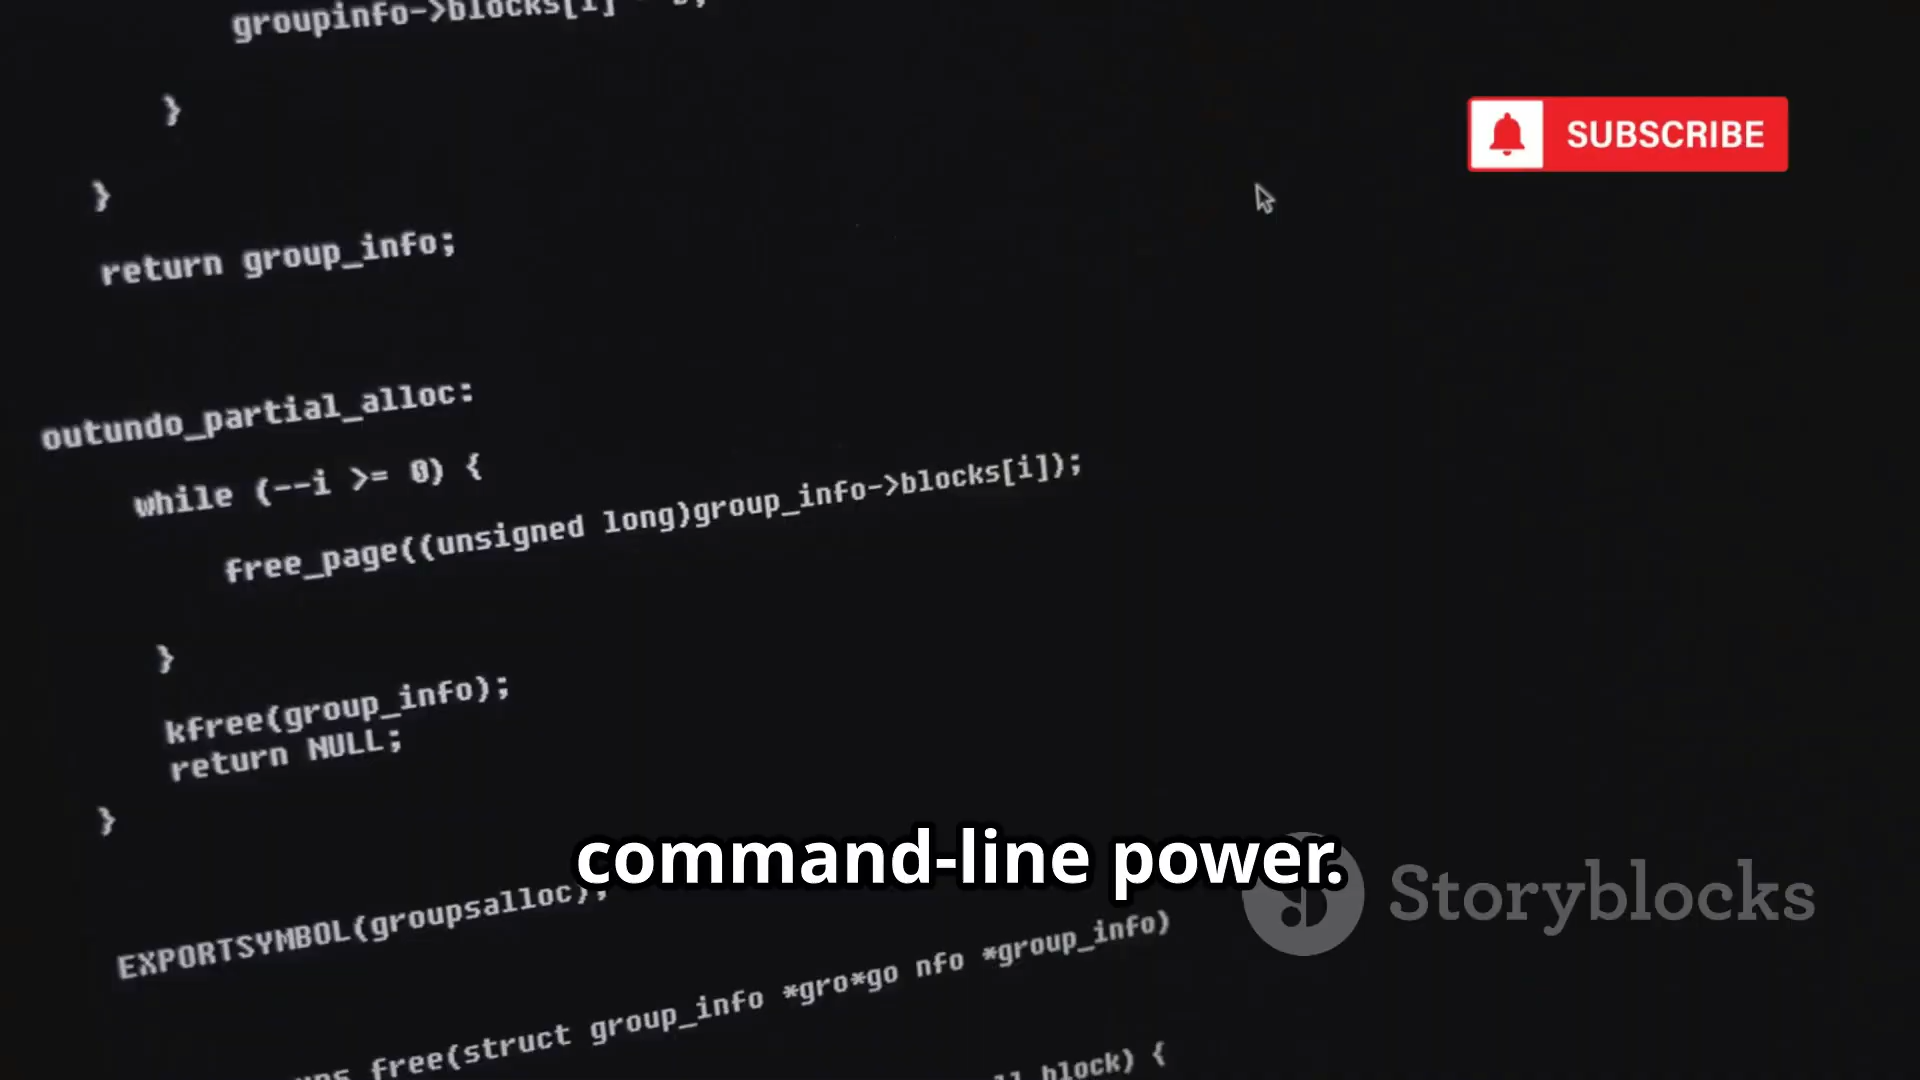 groupinfo->blocks[i]
}
}
SUBSCRIBE
return group_info;
outundo_partial_alloc:
while (--i >= 0) {
free_page((unsigned long)group_info->blocks[i]);
}
kfree(group_info);
return NULL;
}
command-line power.
Storyblocks
EXPORTSYMBOL(groupsalloc);
free(struct group_info *gro*go nfo *group_info)
block) {